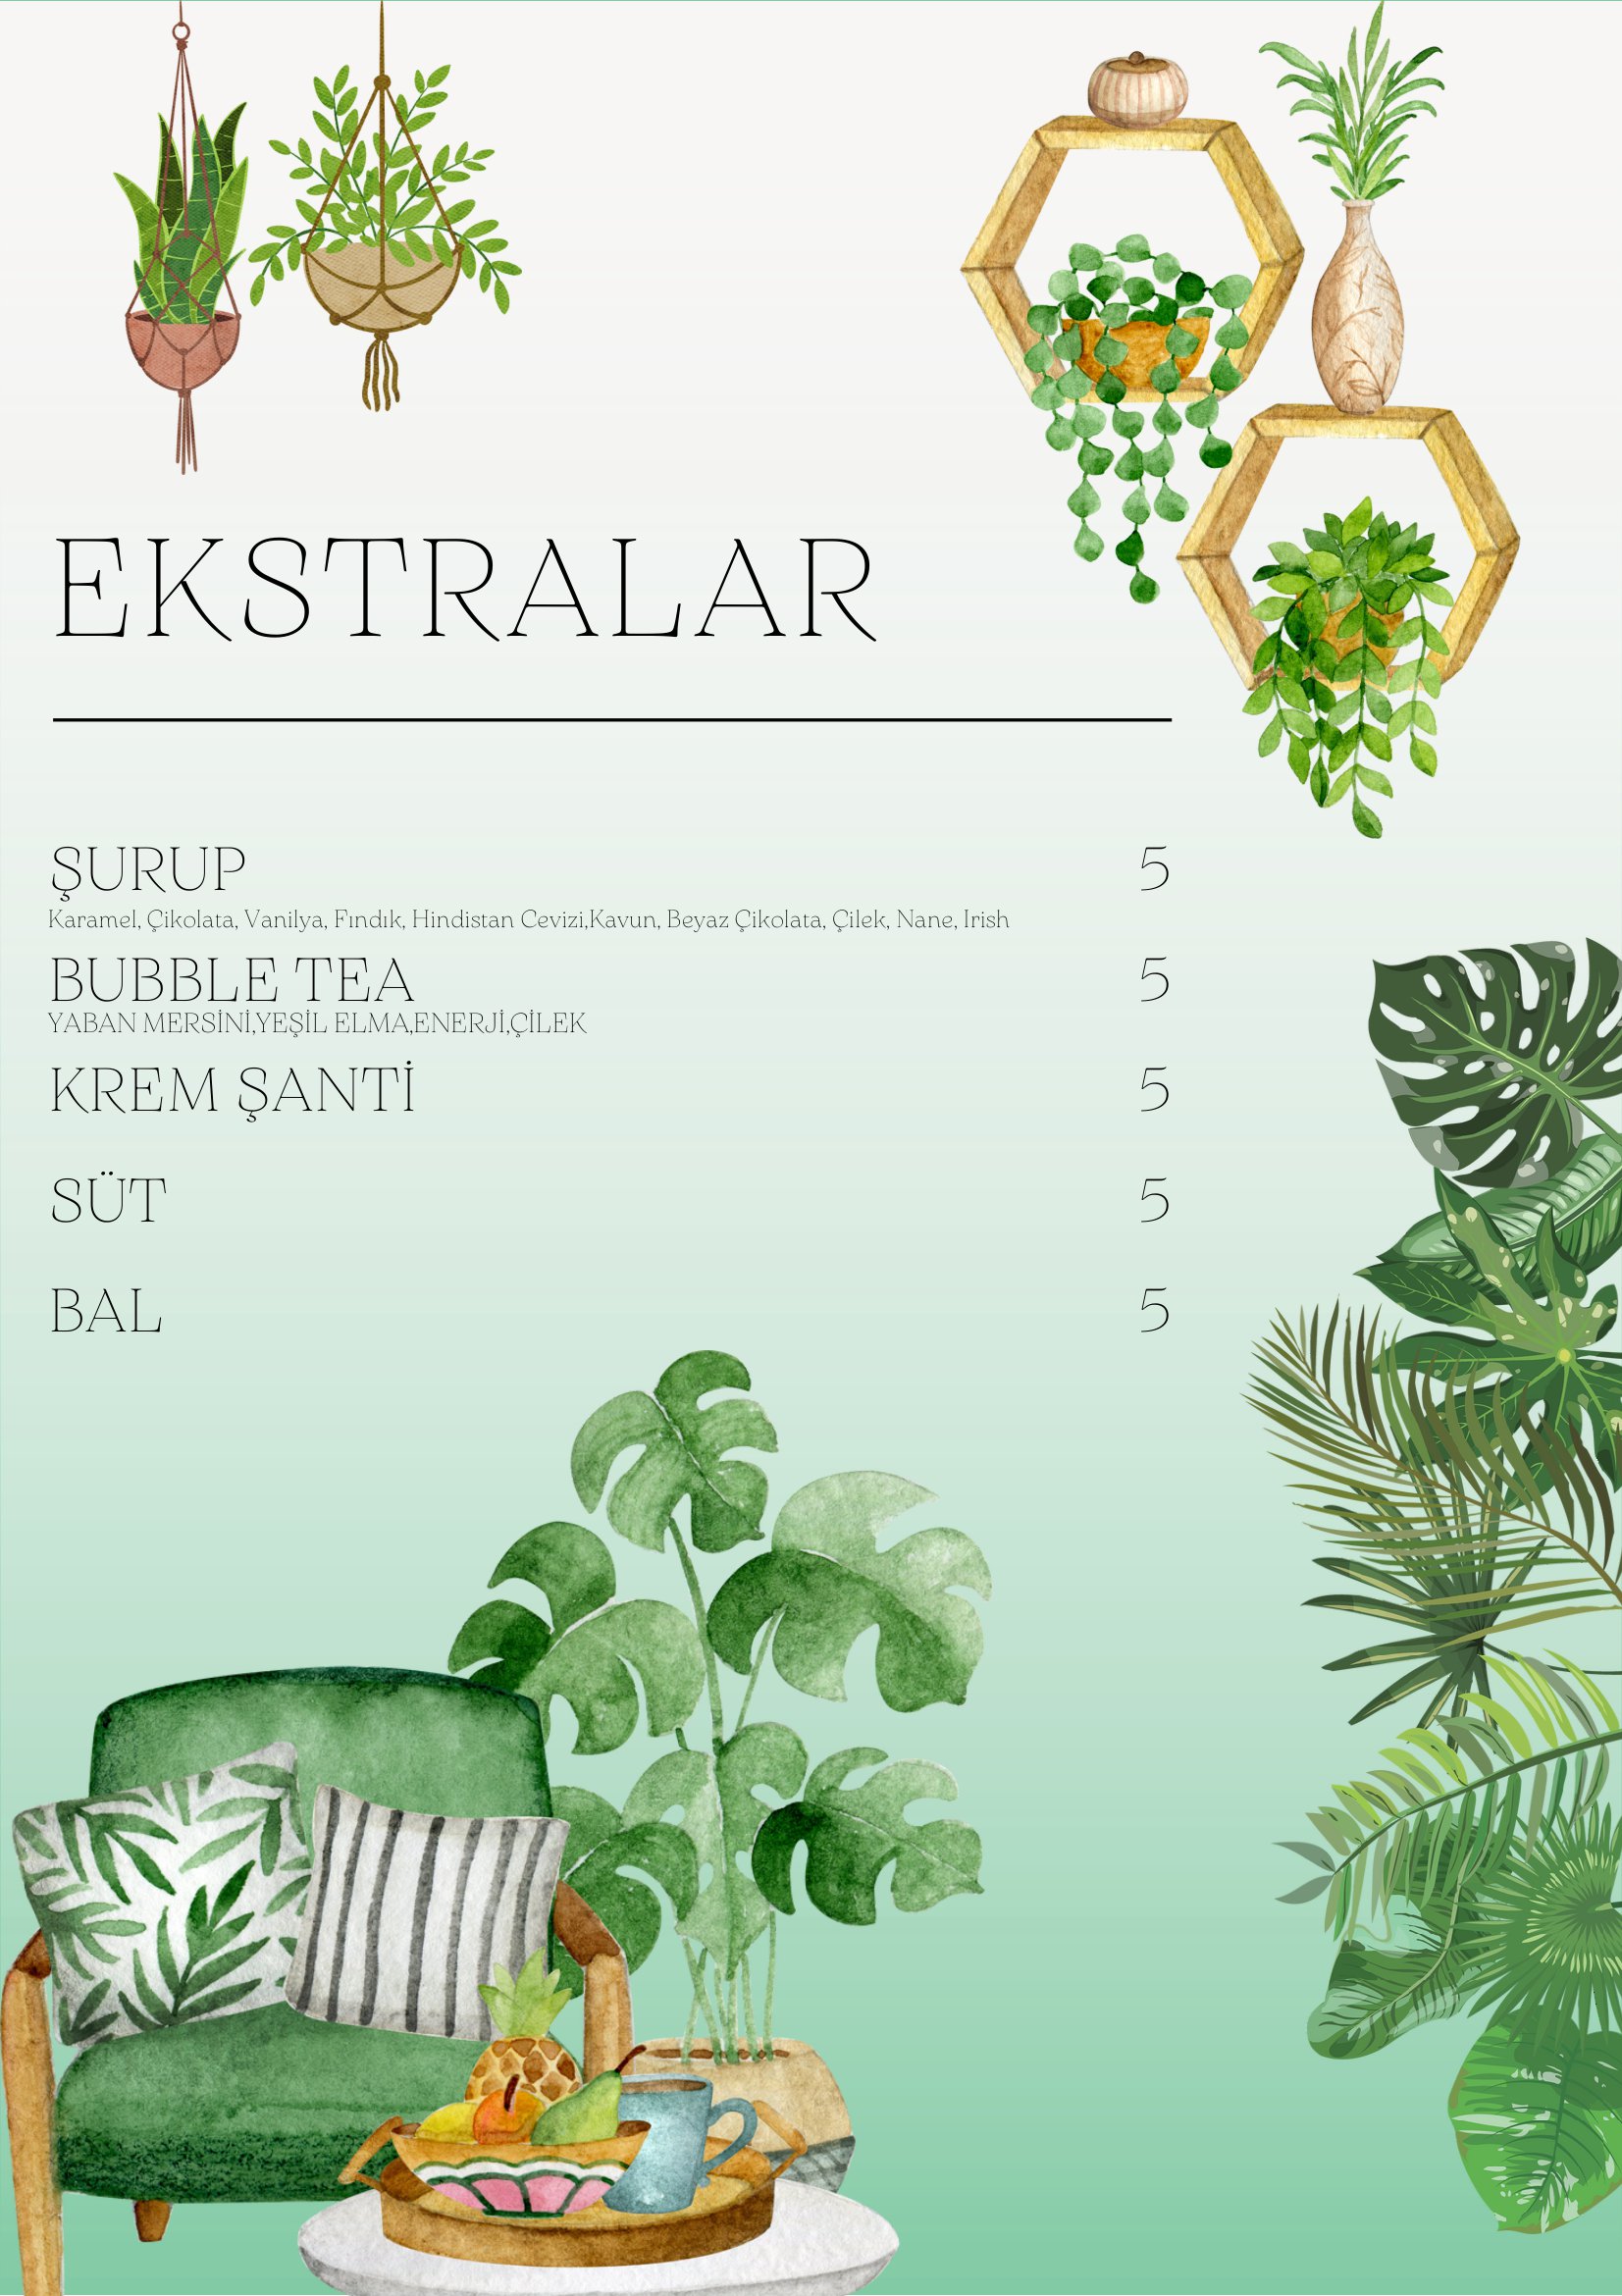 EKSTRALAR
ŞURUP 5
Karamel, Çikolata, Vanilya, Fındık, Hindistan Cevizi,Kavun, Beyaz Çikolata, Çilek, Nane, Irish
BUBBLE TEA 5
YABAN MERSİNİ,YEŞİL ELMA,ENERJİ,ÇİLEK
KREM ŞANTİ 5
SÜT 5
BAL 5